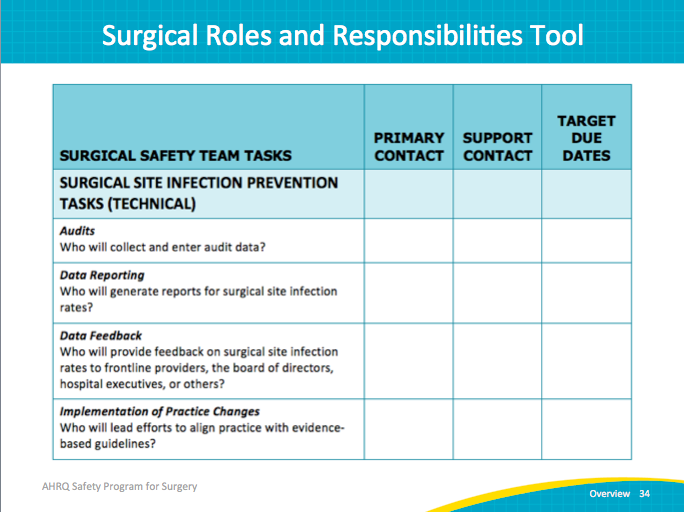 Surgical Roles and Responsibilities Tool
SURGICAL SAFETY TEAM TASKS
PRIMARY
CONTACT
SUPPORT
CONTACT
TARGET
DUE
DATES
SURGICAL SITE INFECTION PREVENTION
TASKS (TECHNICAL)
Audits
Who will collect and enter audit data?
Data Reporting
Who will generate reports for surgical site infection
rates?
Data Feedback
Who will provide feedback on surgical site infection
rates to frontline providers, the board of directors,
hospital executives, or others?
Implementation of Practice Changes
Who will lead efforts to align practice with evidence-
based guidelines?
AHRQ Safety Program for Surgery
Overview 34